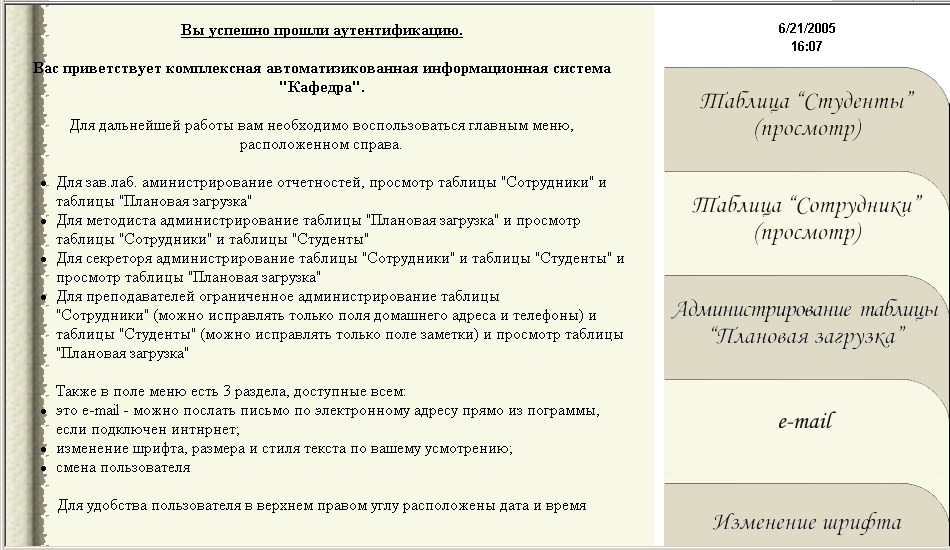 Вы успешно прошли аутентификацию.
Вас приветствует комплексная автоматизикованная информационная система
"Кафедра".
Для дальнейшей работы вам необходимо воспользоваться главным меню,
расположенном справа.
Для зав.лаб. аминистрирование отчетностей, просмотр таблицы "Сотрудники" и
таблицы "Плановая загрузка"
Для методиста администрирование таблицы "Плановая загрузка" и просмотр
таблицы "Сотрудники" и таблицы "Студенты"
Для секреторя администрирование таблицы "Сотрудники" и таблицы "Студенты" и
просмотр таблицы "Плановая загрузка"
Для преподавателей ограниченное администрирование таблицы
"Сотрудники" (можно исправлять только поля домашнего адреса и телефоны) и
таблицы "Студенты" (можно исправлять только поле заметки) и просмотр таблицы
"Плановая загрузка"
Также в поле меню есть 3 раздела, доступные всем:
это e-mail - можно послать письмо по электронному адресу прямо из пограммы,
если подключен интнрнет;
изменение шрифта, размера и стиля текста по вашему усмотрению;
смена пользователя
Для удобства пользователя в верхнем правом углу расположены дата и время
6/21/2005
16:07
Таблица “Студенты”
(просмотр)
Таблица “Сотрудники”
(просмотр)
Администрирование таблицы
“Плановая загрузка”
e-mail
Изменение шрифта